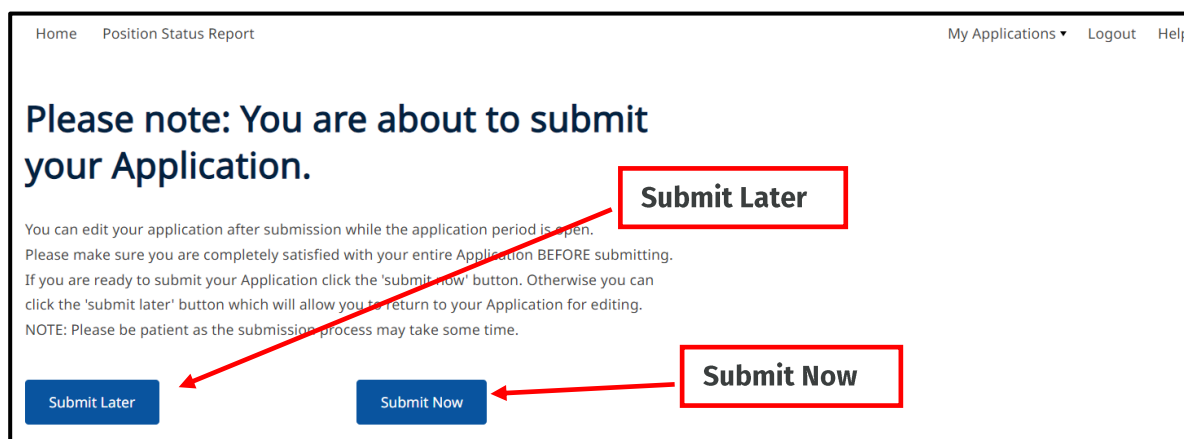 Home Position Status Report My Applications Logout Help
Please note: You are about to submit
your Application.
Submit Later
You can edit your application after submission while the application period is open.
Please make sure you are completely satisfied with your entire Application BEFORE submitting.
If you are ready to submit your Application click the 'submit now' button. Otherwise you can
click the 'submit later' button which will allow you to return to your Application for editing.
NOTE: Please be patient as the submission process may take some time.
Submit Now
Submit Later Submit Now